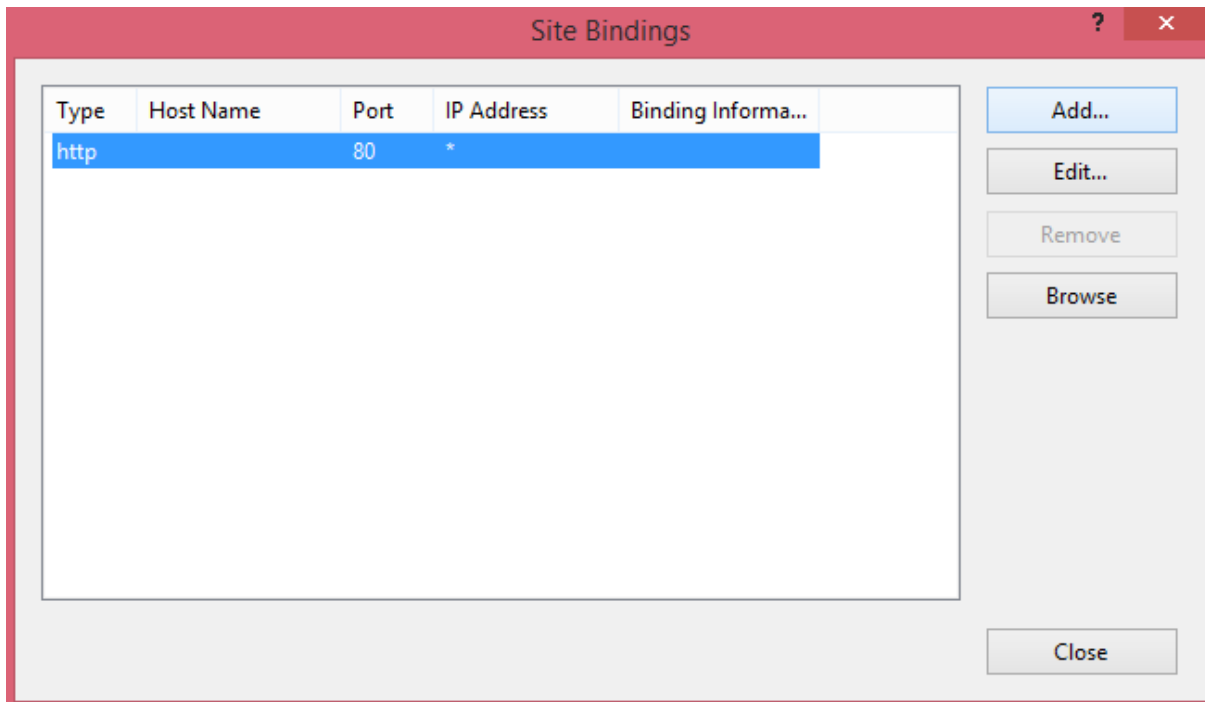 Site Bindings
?
Type Host Name Port IP Address Binding Informa... Add...
http 80 *
Edit...
Remove
Browse
Close